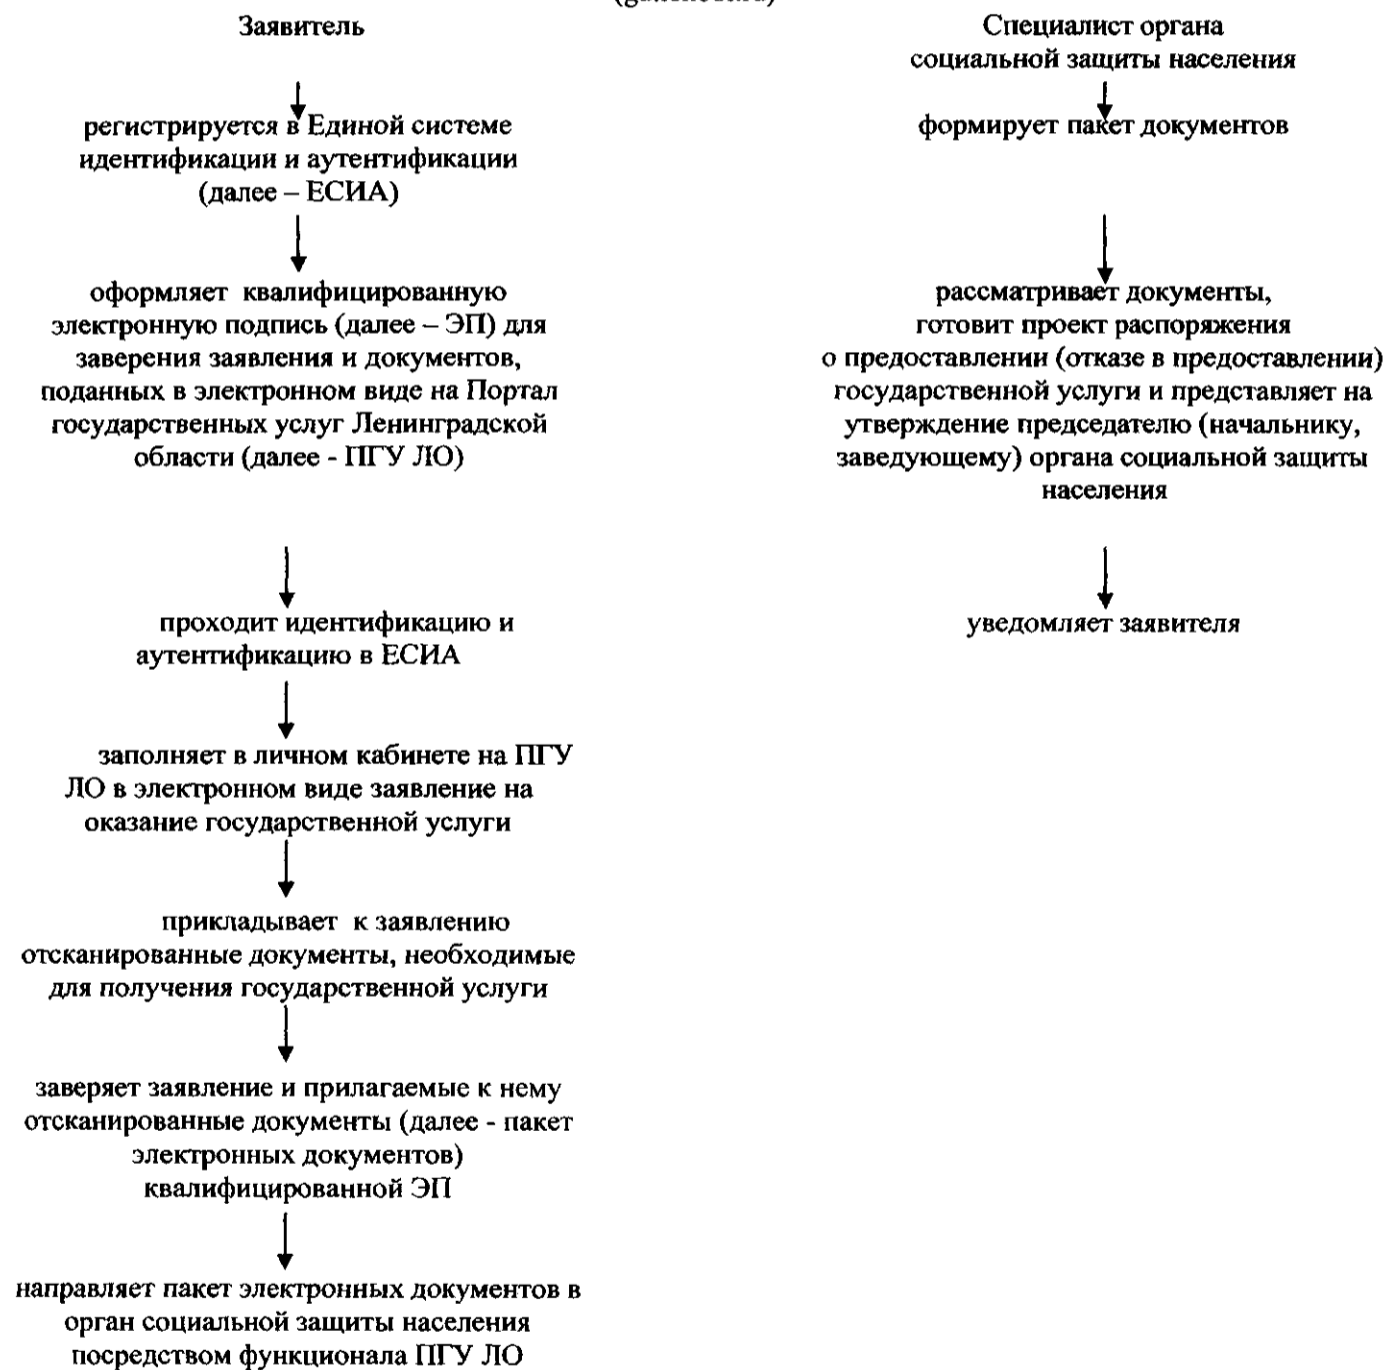 Заявитель
регистрируется в Единой системе
идентификации и аутентификации
(далее – ЕСИА)
оформляет квалифицированную
электронную подпись (далее – ЭП) для
заверения заявления и документов,
поданных в электронном виде на Портал
государственных услуг Ленинградской
области (далее - ПГУ ЛО)
проходит идентификацию и
аутентификацию в ЕСИА
заполняет в личном кабинете на ПГУ
ЛО в электронном виде заявление на
оказание государственной услуги
прикладывает к заявлению
отсканированные документы, необходимые
для получения государственной услуги
заверяет заявление и прилагаемые к нему
отсканированные документы (далее - пакет
электронных документов)
квалифицированной ЭП
направляет пакет электронных документов в
орган социальной защиты населения
посредством функционала ПГУ ЛО
Специалист органа
социальной защиты населения
формирует пакет документов
рассматривает документы,
готовит проект распоряжения
о предоставлении (отказе в предоставлении)
государственной услуги и представляет на
утверждение председателю (начальнику,
заведующему) органа социальной защиты
населения
уведомляет заявителя